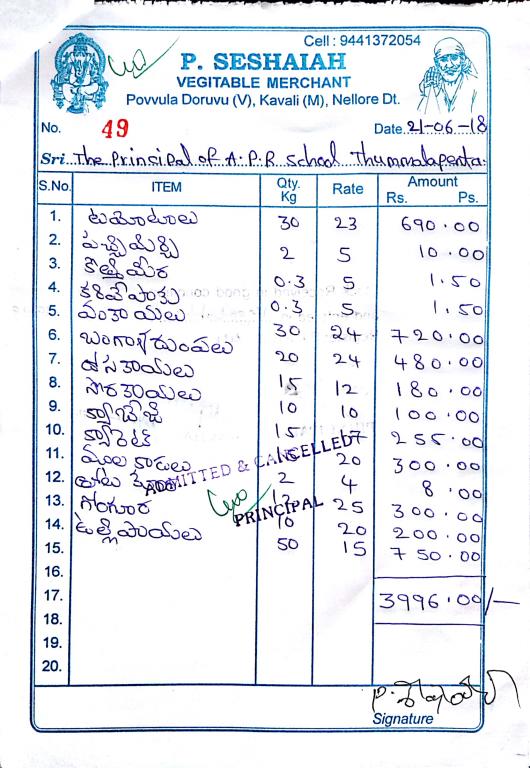 Cell : 9441372054
P. SESHAIAH
VEGITABLE MERCHANT
Povvula Doruvu (V), Kavali (M), Nellore Dt.
No. 49 Date. 21-06-18
Sri The Prinsipal of A.P.R School Thummalapenta.
S.No. ITEM Qty. Kg Rate Amount Rs. Ps.
1. టమోటాలు 30 23 690.00
2. పచ్చిమిర్చి 2 5 10.00
3. కొత్తిమీర 0.3 5 1.50
4. కరివేపాకు 0.3 5 1.50
5. వంకాయలు 30 24 720.00
6. బంగాళదుంపలు 20 24 480.00
7. దోసకాయలు 15 12 180.00
8. సొరకాయలు 10 10 100.00
9. క్యాబేజి 15 17 255.00
10. క్యారెట్ 15 20 300.00
11. ములకాడలు 2 4 8.00
12. 12 25 300.00
13. గోంగూర 10 20 200.00
14. ఉల్లిపాయలు 50 15 750.00
15.
ADMITTED & CANCELLED
PRINCIPAL
16.
17. 3996.00/-
18.
19.
20.
Signature